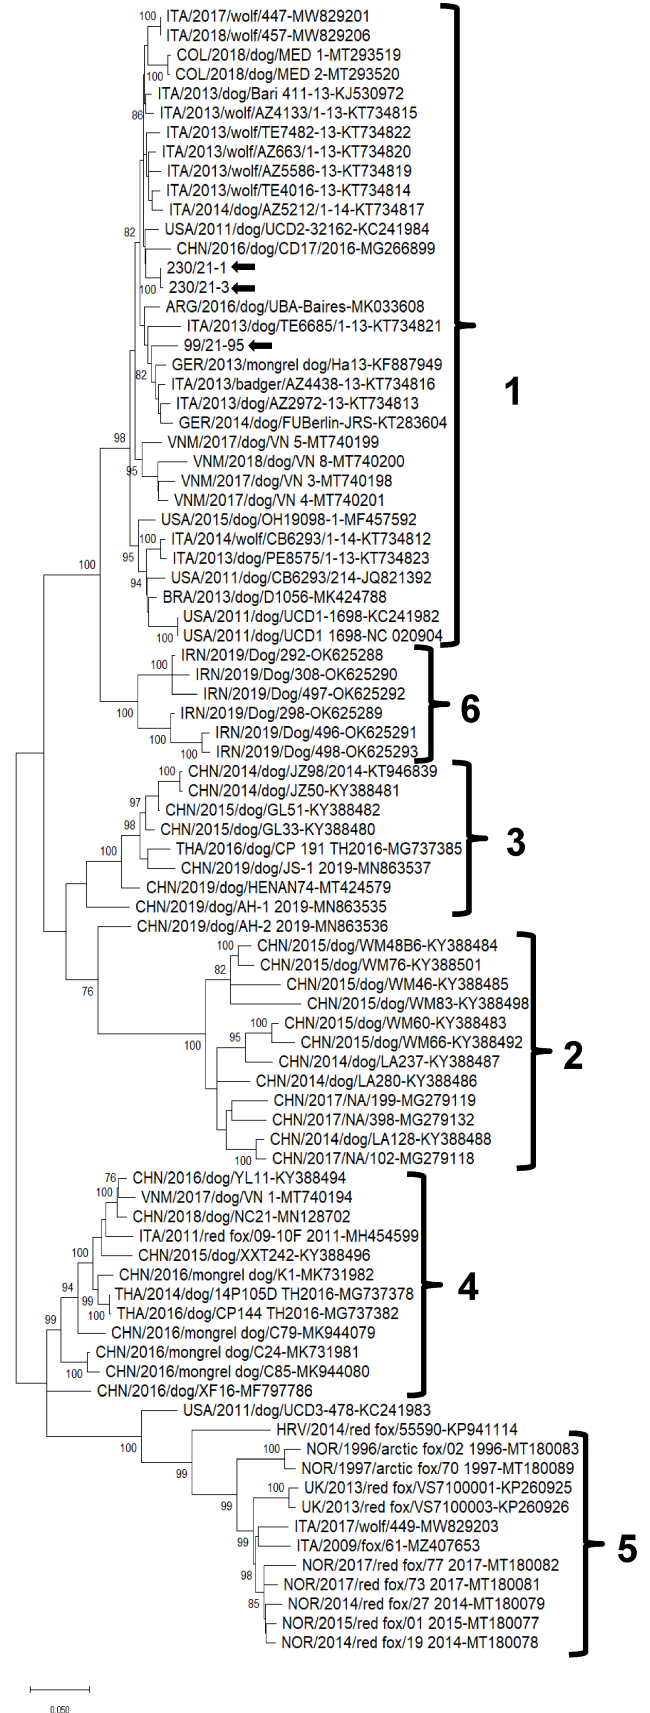 100
ITA/2017/wolf/447-MW829201
ITA/2018/wolf/457-MW829206
COL/2018/dog/MED 1-MT293519
100
COL/2018/dog/MED 2-MT293520
ITA/2013/dog/Bari 411-13-KJ530972
86
ITA/2013/wolf/AZ4133/1-13-KT734815
ITA/2013/wolf/TE7482-13-KT734822
ITA/2013/wolf/AZ663/1-13-KT734820
ITA/2013/wolf/AZ5586-13-KT734819
ITA/2013/wolf/TE4016-13-KT734814
ITA/2014/dog/AZ5212/1-14-KT734817
82
USA/2011/dog/UCD2-32162-KC241984
CHN/2016/dog/CD17/2016-MG266899
230/21-1
100
230/21-3
ARG/2016/dog/UBA-Baires-MK033608
ITA/2013/dog/TE6685/1-13-KT734821
99/21-95
GER/2013/mongrel dog/Ha13-KF887949
82
ITA/2013/badger/AZ4438-13-KT734816
1
ITA/2013/dog/AZ2972-13-KT734813
GER/2014/dog/FUBerlin-JRS-KT283604
98
VNM/2017/dog/VN 5-MT740199
VNM/2018/dog/VN 8-MT740200
95
VNM/2017/dog/VN 3-MT740198
VNM/2017/dog/VN 4-MT740201
USA/2015/dog/OH19098-1-MF457592
100
ITA/2014/wolf/CB6293/1-14-KT734812
95
ITA/2013/dog/PE8575/1-13-KT734823
100
94
USA/2011/dog/CB6293/214-JQ821392
BRA/2013/dog/D1056-MK424788
USA/2011/dog/UCD1-1698-KC241982
100
USA/2011/dog/UCD1 1698-NC 020904
IRN/2019/Dog/292-OK625288
100
IRN/2019/Dog/308-OK625290
IRN/2019/Dog/497-OK625292
6
100
IRN/2019/Dog/298-OK625289
100
IRN/2019/Dog/496-OK625291
100
IRN/2019/Dog/498-OK625293
CHN/2014/dog/JZ98/2014-KT946839
100
CHN/2014/dog/JZ50-KY388481
97
CHN/2015/dog/GL51-KY388482
98
CHN/2015/dog/GL33-KY388480
3
THA/2016/dog/CP 191 TH2016-MG737385
100
CHN/2019/dog/JS-1 2019-MN863537
CHN/2019/dog/HENAN74-MT424579
CHN/2019/dog/AH-1 2019-MN863535
CHN/2019/dog/AH-2 2019-MN863536
100
CHN/2015/dog/WM48B6-KY388484
82
CHN/2015/dog/WM76-KY388501
CHN/2015/dog/WM46-KY388485
76
CHN/2015/dog/WM83-KY388498
100
CHN/2015/dog/WM60-KY388483
95
100
CHN/2015/dog/WM66-KY388492
2
CHN/2014/dog/LA237-KY388487
CHN/2014/dog/LA280-KY388486
CHN/2017/NA/199-MG279119
CHN/2017/NA/398-MG279132
CHN/2014/dog/LA128-KY388488
100
CHN/2017/NA/102-MG279118
76
CHN/2016/dog/YL11-KY388494
100
VNM/2017/dog/VN 1-MT740194
CHN/2018/dog/NC21-MN128702
ITA/2011/red fox/09-10F 2011-MH454599
100
CHN/2015/dog/XXT242-KY388496
CHN/2016/mongrel dog/K1-MK731982
4
94
THA/2014/dog/14P105D TH2016-MG737378
99
100
THA/2016/dog/CP144 TH2016-MG737382
99
CHN/2016/mongrel dog/C79-MK944079
CHN/2016/mongrel dog/C24-MK731981
100
CHN/2016/mongrel dog/C85-MK944080
CHN/2016/dog/XF16-MF797786
USA/2011/dog/UCD3-478-KC241983
100
HRV/2014/red fox/55590-KP941114
100
NOR/1996/arctic fox/02 1996-MT180083
99
NOR/1997/arctic fox/70 1997-MT180089
100
UK/2013/red fox/VS7100001-KP260925
99
UK/2013/red fox/VS7100003-KP260926
ITA/2017/wolf/449-MW829203
99
ITA/2009/fox/61-MZ407653
5
NOR/2017/red fox/77 2017-MT180082
98
NOR/2017/red fox/73 2017-MT180081
85
NOR/2014/red fox/27 2014-MT180079
NOR/2015/red fox/01 2015-MT180077
NOR/2014/red fox/19 2014-MT180078
0.050